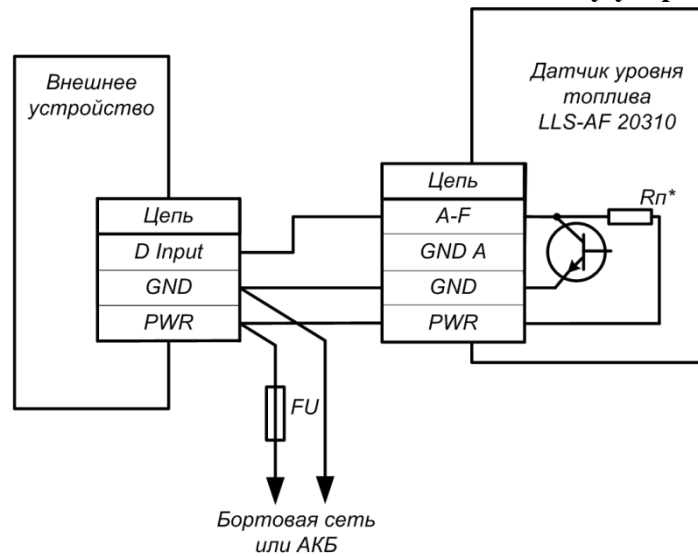 Внешнее
устройство
Датчик уровня
топлива
LLS-AF 20310
Цепь
D Input
GND
PWR
Цепь
A-F
GND A
GND
PWR
Rп*
FU
Бортовая сеть
или АКБ